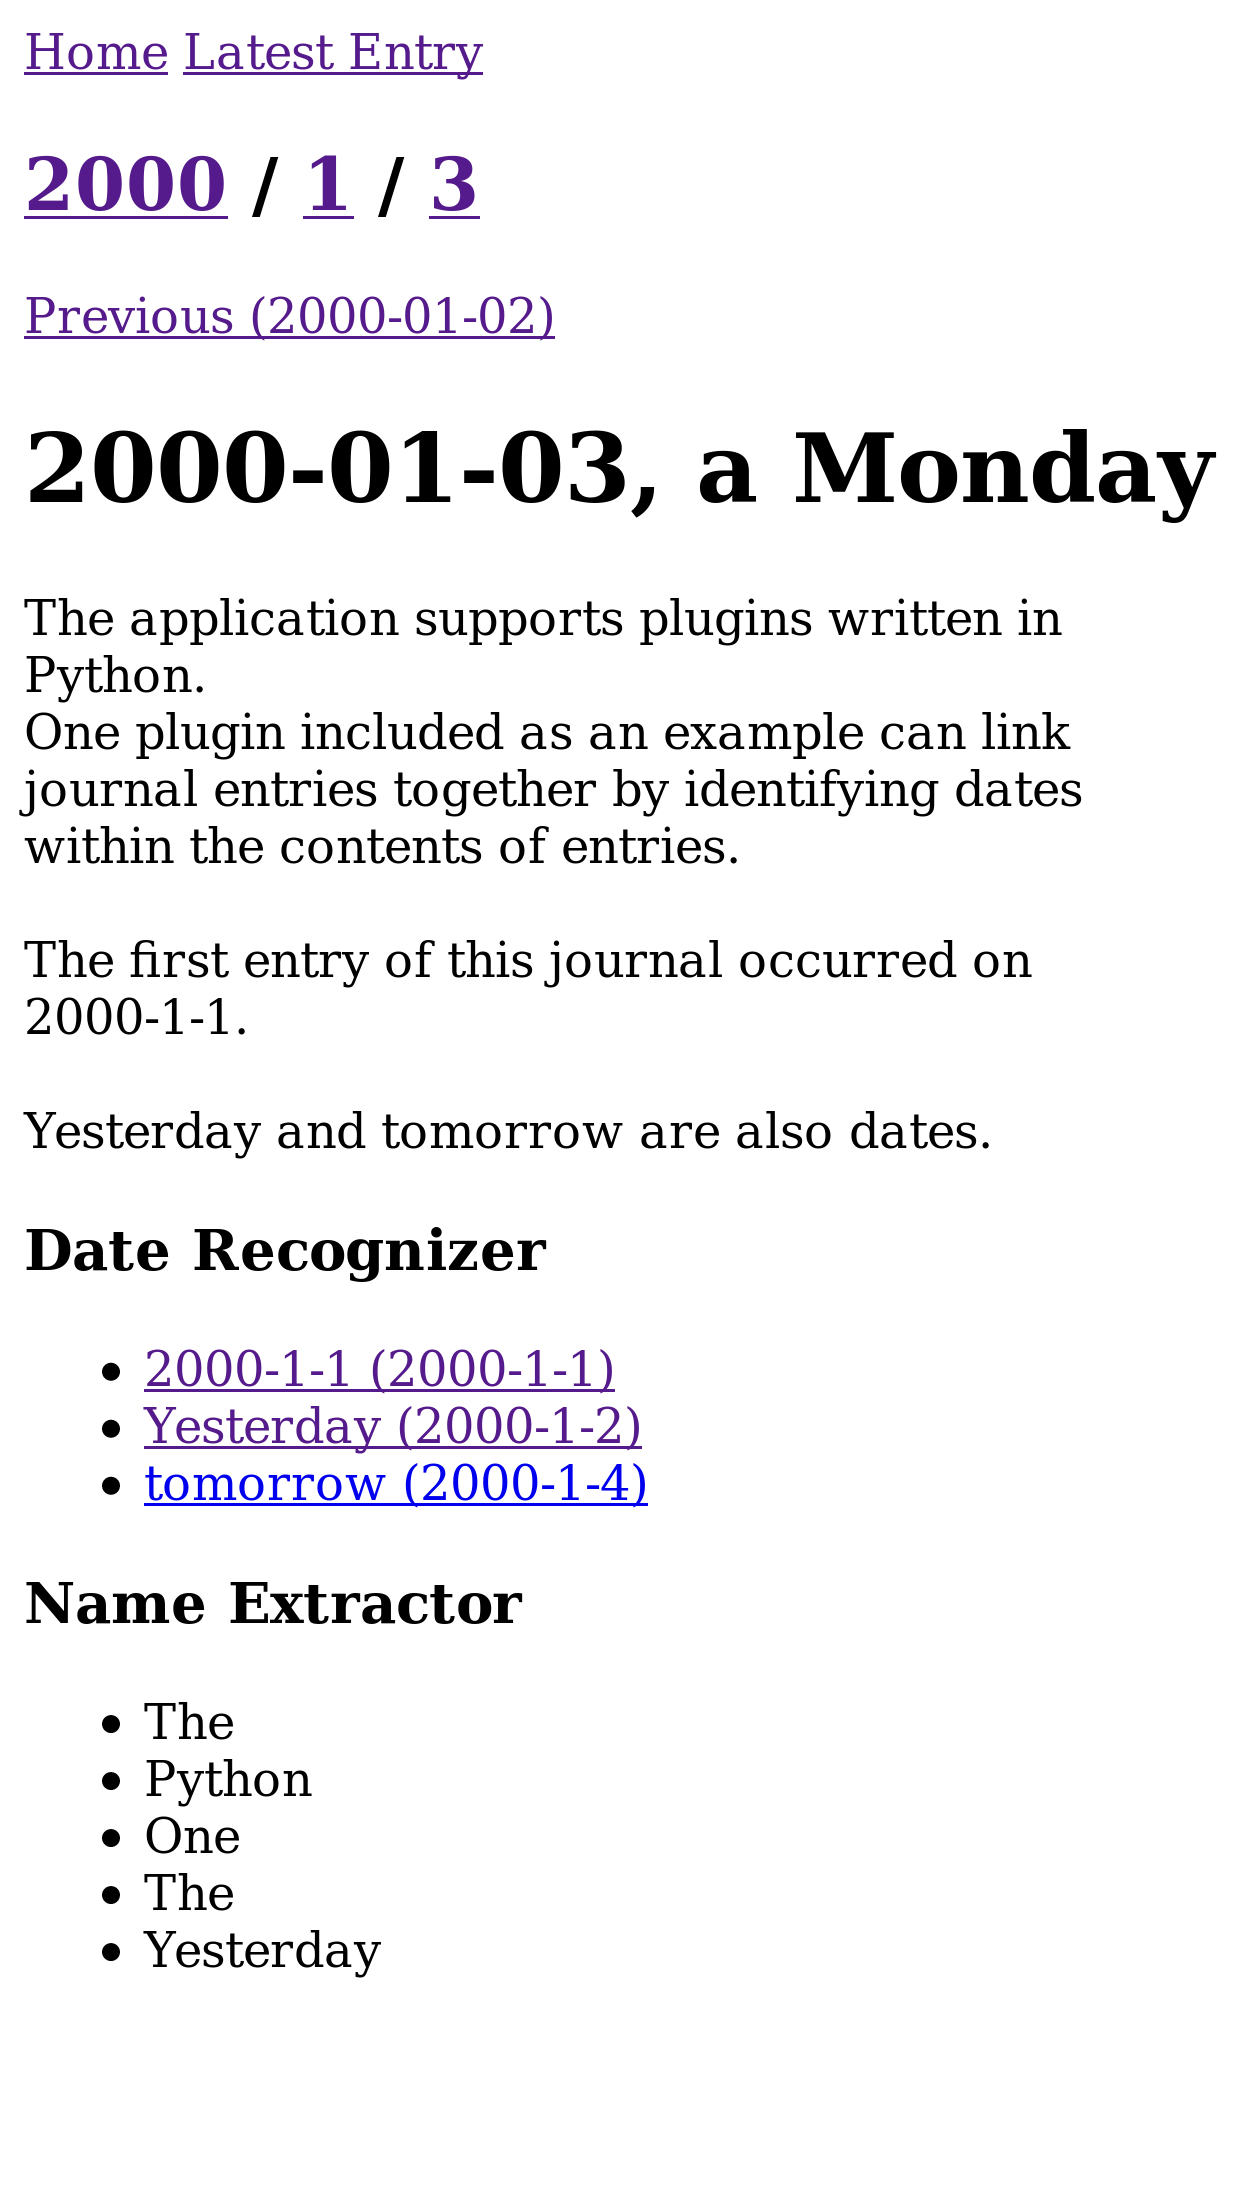 Home Latest Entry
2000 / 1 / 3
Previous (2000-01-02)
2000-01-03, a Monday
The application supports plugins written in
Python.
One plugin included as an example can link
journal entries together by identifying dates
within the contents of entries.
The first entry of this journal occurred on
2000-1-1.
Yesterday and tomorrow are also dates.
Date Recognizer
• 2000-1-1 (2000-1-1)
• Yesterday (2000-1-2)
• tomorrow (2000-1-4)
Name Extractor
• The
• Python
• One
• The
• Yesterday